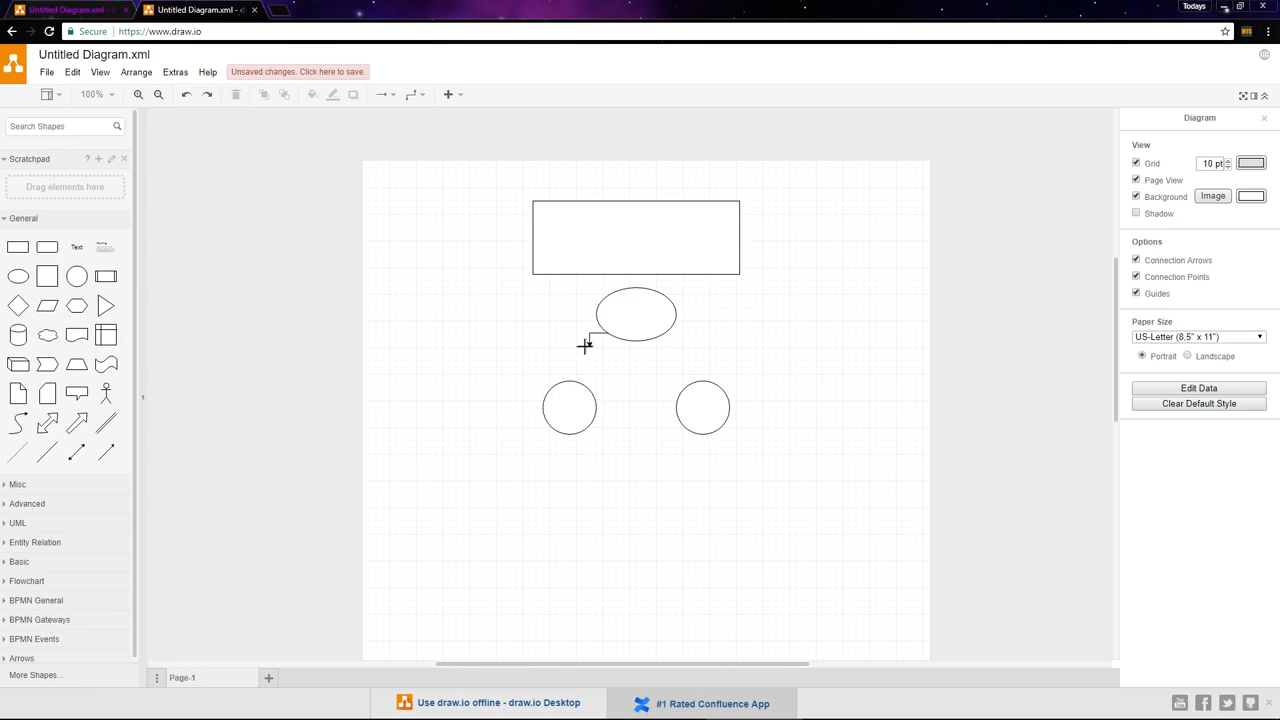 Untitled Diagram.xml
Untitled Diagram.xml - d
Todays
Secure
https://www.draw.io
MTS
Untitled Diagram.xml
File Edit View Arrange Extras Help
Unsaved changes. Click here to save.
100%
Search Shapes
Scratchpad
?
Drag elements here
General
Text
Misc
Advanced
UML
Entity Relation
Basic
Flowchart
BPMN General
BPMN Gateways
BPMN Events
Arrows
More Shapes...
Page-1
Diagram
View
Grid
10 pt
Page View
Background
Image
Shadow
Options
Connection Arrows
Connection Points
Guides
Paper Size
US-Letter (8,5" x 11")
Portrait Landscape
Edit Data
Clear Default Style
Use draw.io offline - draw.io Desktop
#1 Rated Confluence App